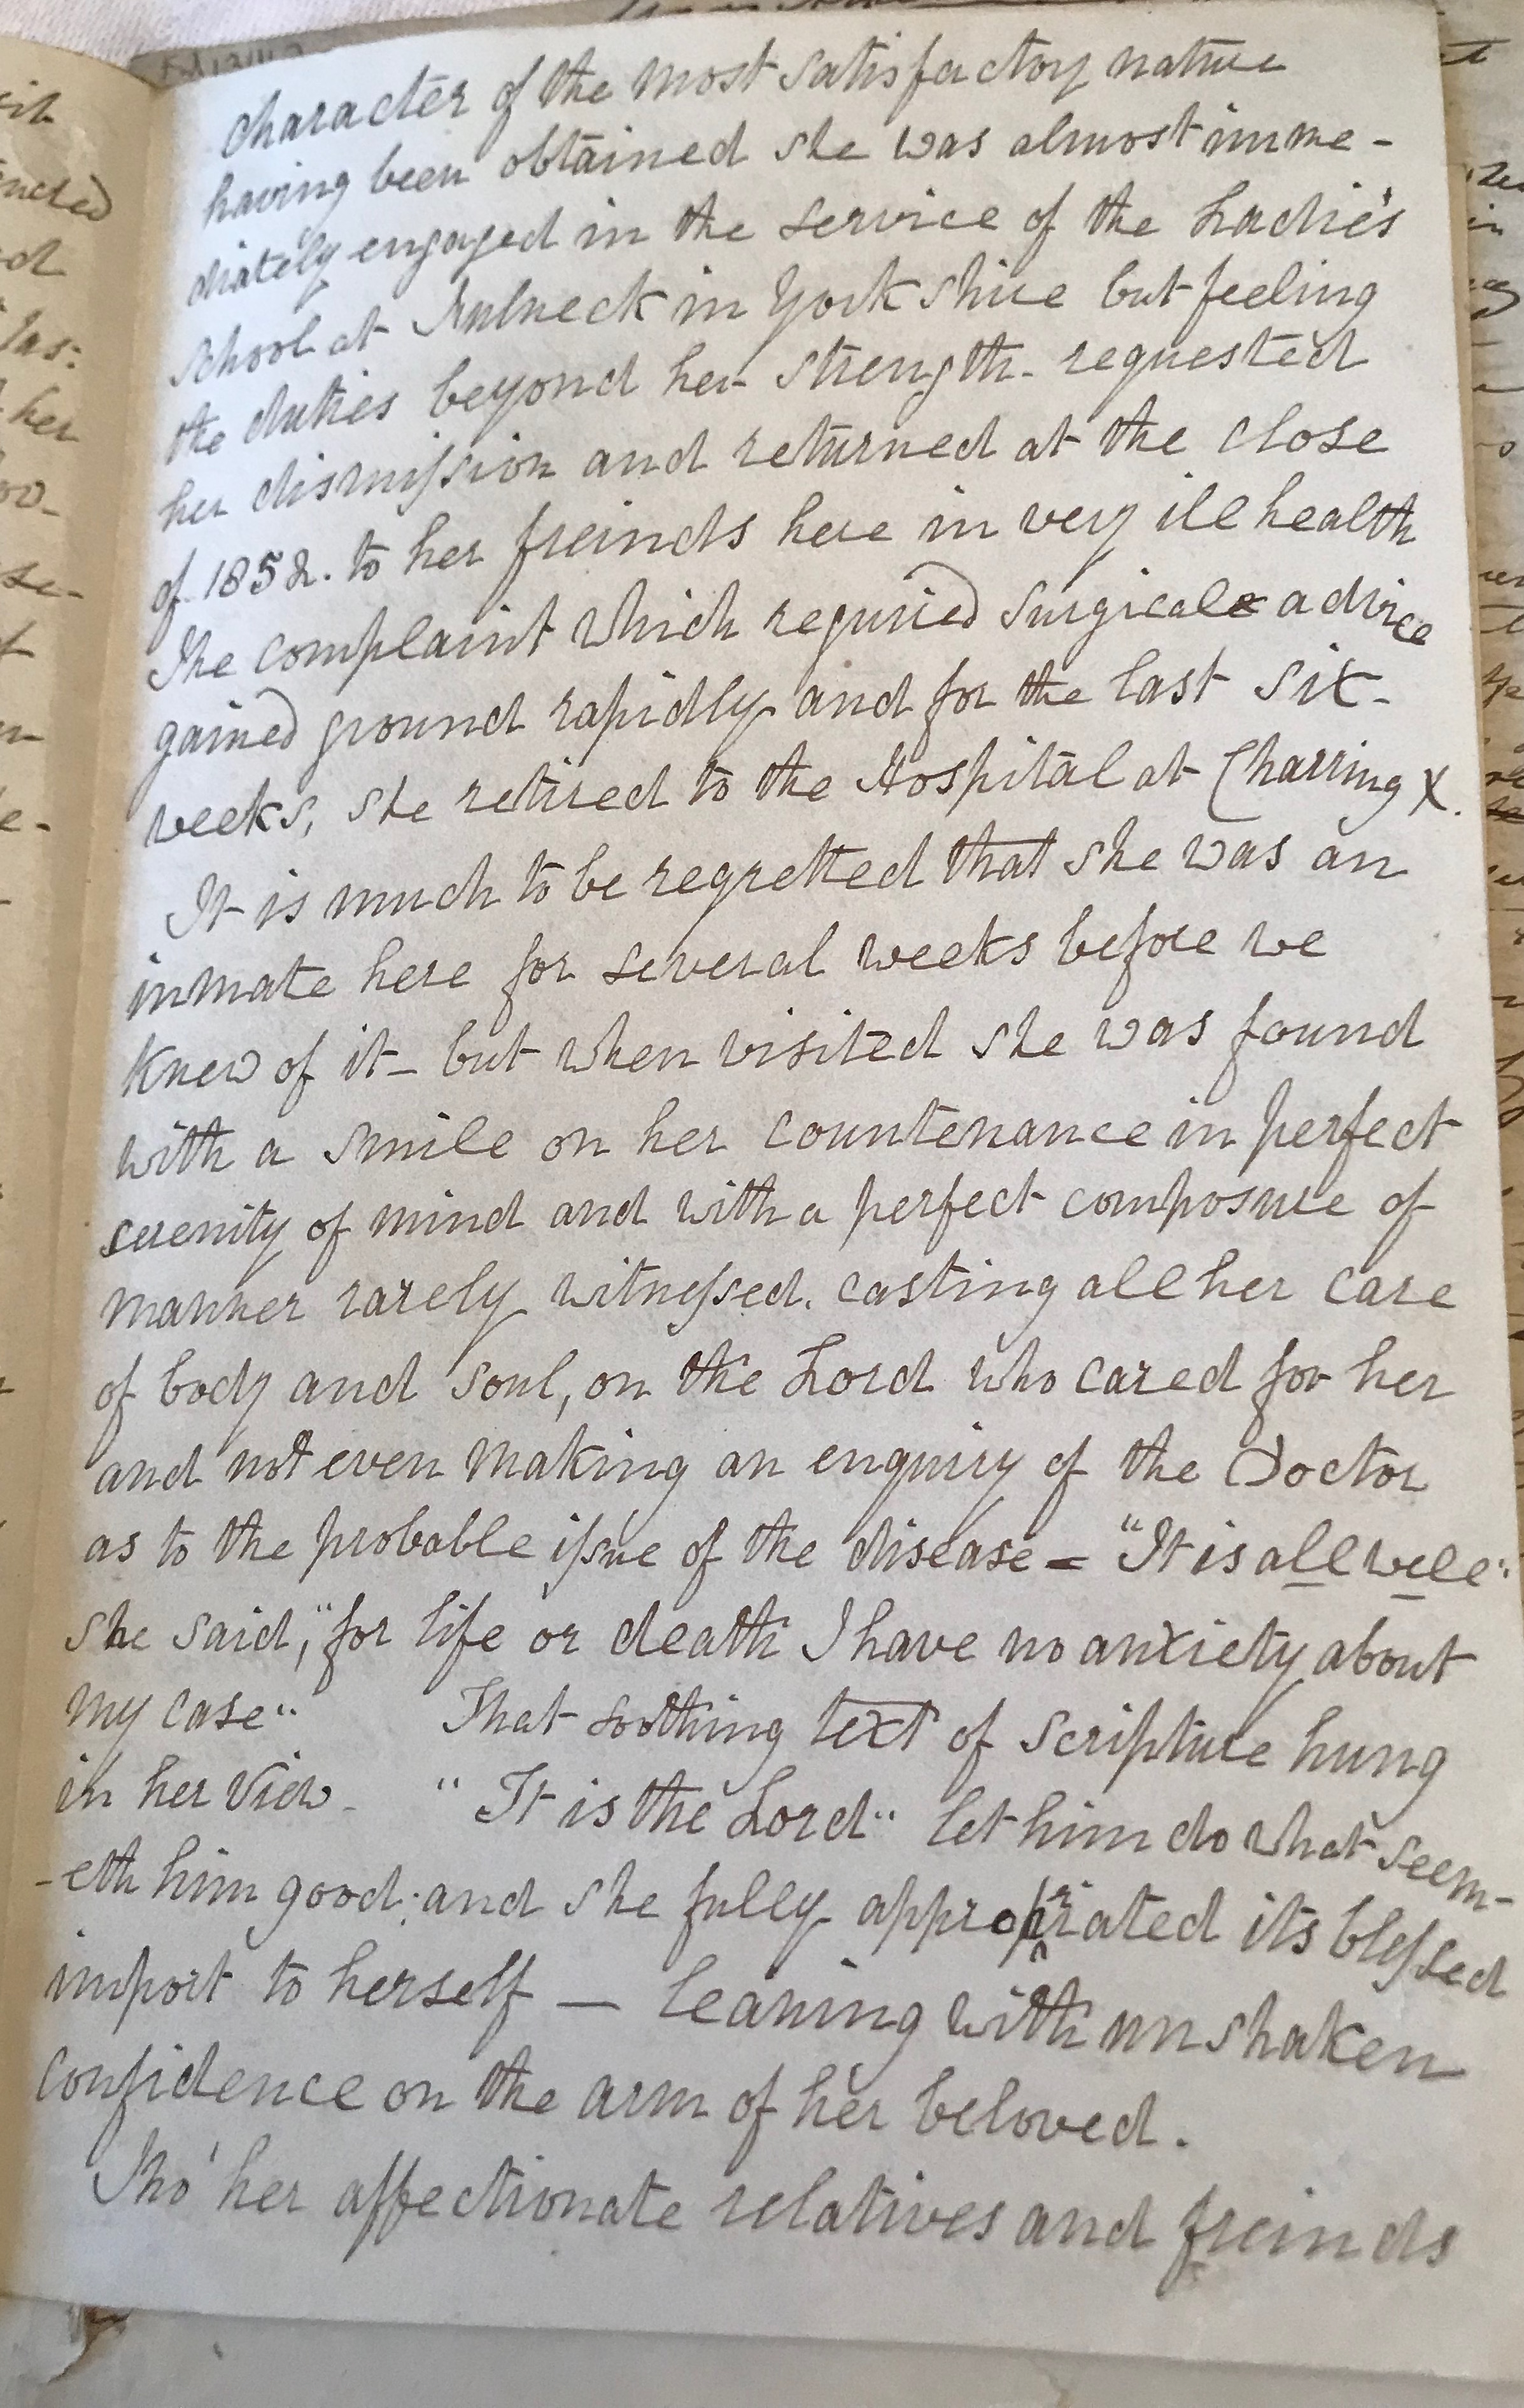 character of the most satisfactory nature
having been obtained she was almost imme-
diately engaged in the service of the Ladie's
school at Fulneck in Yorkshire but feeling
the duties beyond her strength - requested
her dismission and returned at the close
of 1852. to her freinds here in very ill health
The complaint which required surgical advice
gained ground rapidly and for the last six-
weeks, she retired to the Hospital at Charring X.
It is much to be regretted that she was an
inmate here for several weeks before we
knew of it - but when visited she was found
with a smile on her countenance in perfect
serenity of mind and with a perfect composure of
manner rarely witnessed. casting all her care
of body and soul, on the Lord who cared for her
and not even making an enquiry of the Doctor
as to the probable issue of the disease = "It is all well"
she said, "for life or death I have no anxiety about
my case" That soothing text of scripture hung
in her view - "It is the Lord" let him do what seem-
-eth him good; and she fully appropriated its blessed
import to herself — leaning with unshaken
confidence on the arm of her beloved.
Tho' her affectionate relatives and freinds
her